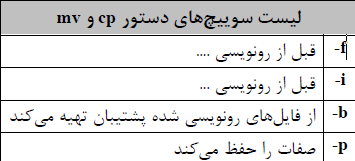 لیست سوییچ‌های دستور cp و mv
-f قبل از رونویسی ....
-i قبل از رونویسی ...
-b از فایل‌های رونویسی شده پشتیبان تهیه می‌کند
-p صفات را حفظ می‌کند